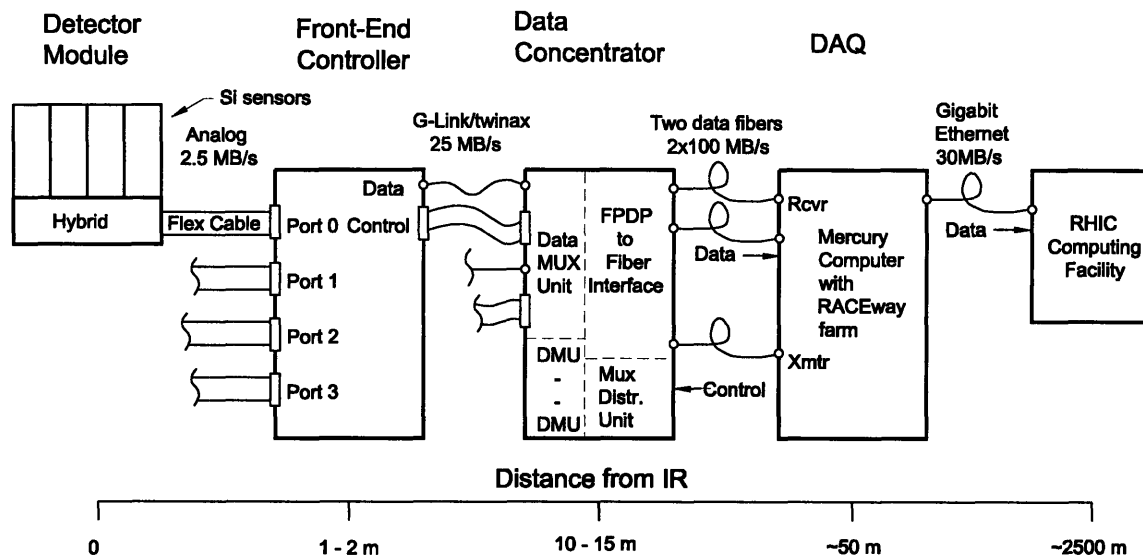 Detector
Module
Front-End
Controller
Data
Concentrator
DAQ
Si sensors
Analog
2.5 MB/s
G-Link/twinax
25 MB/s
Two data fibers
2x100 MB/s
Gigabit
Ethernet
30MB/s
Hybrid
Flex Cable
Port 0
Port 1
Port 2
Port 3
Data
Control
Data
MUX
Unit
DMU
-
-
DMU
FPDP
to
Fiber
Interface
Mux
Distr.
Unit
Data
Control
Rcvr
Mercury
Computer
with
RACEway
farm
Xmtr
Data
RHIC
Computing
Facility
Distance from IR
0
1 - 2 m
10 - 15 m
~50 m
~2500 m